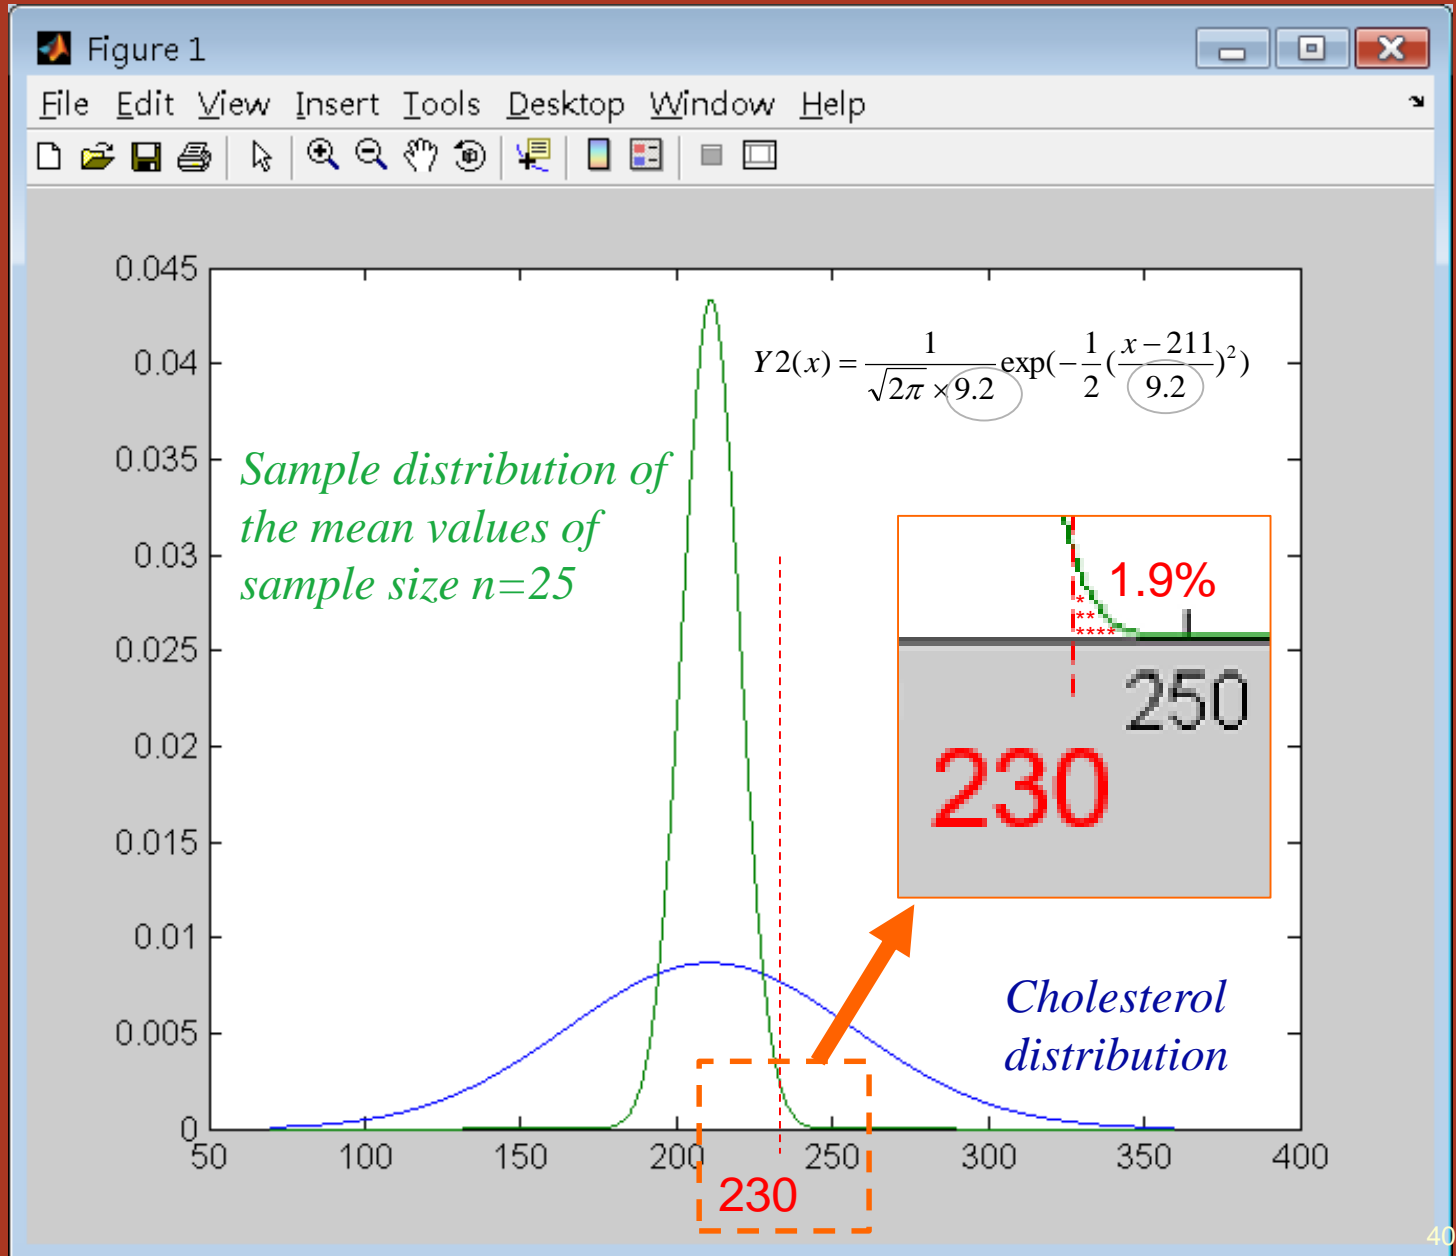 Figure 1
File Edit View Insert Tools Desktop Window Help
0.045
0.04
0.035
0.03
0.025
0.02
0.015
0.01
0.005
0
Y2(x) = 1/(√2π × 9.2) exp(−1/2((x − 211)/9.2)²)
Sample distribution of
the mean values of
sample size n=25
1.9%
*
**
****
250
230
Cholesterol
distribution
50 100 150 200 250 300 350 400
230
40